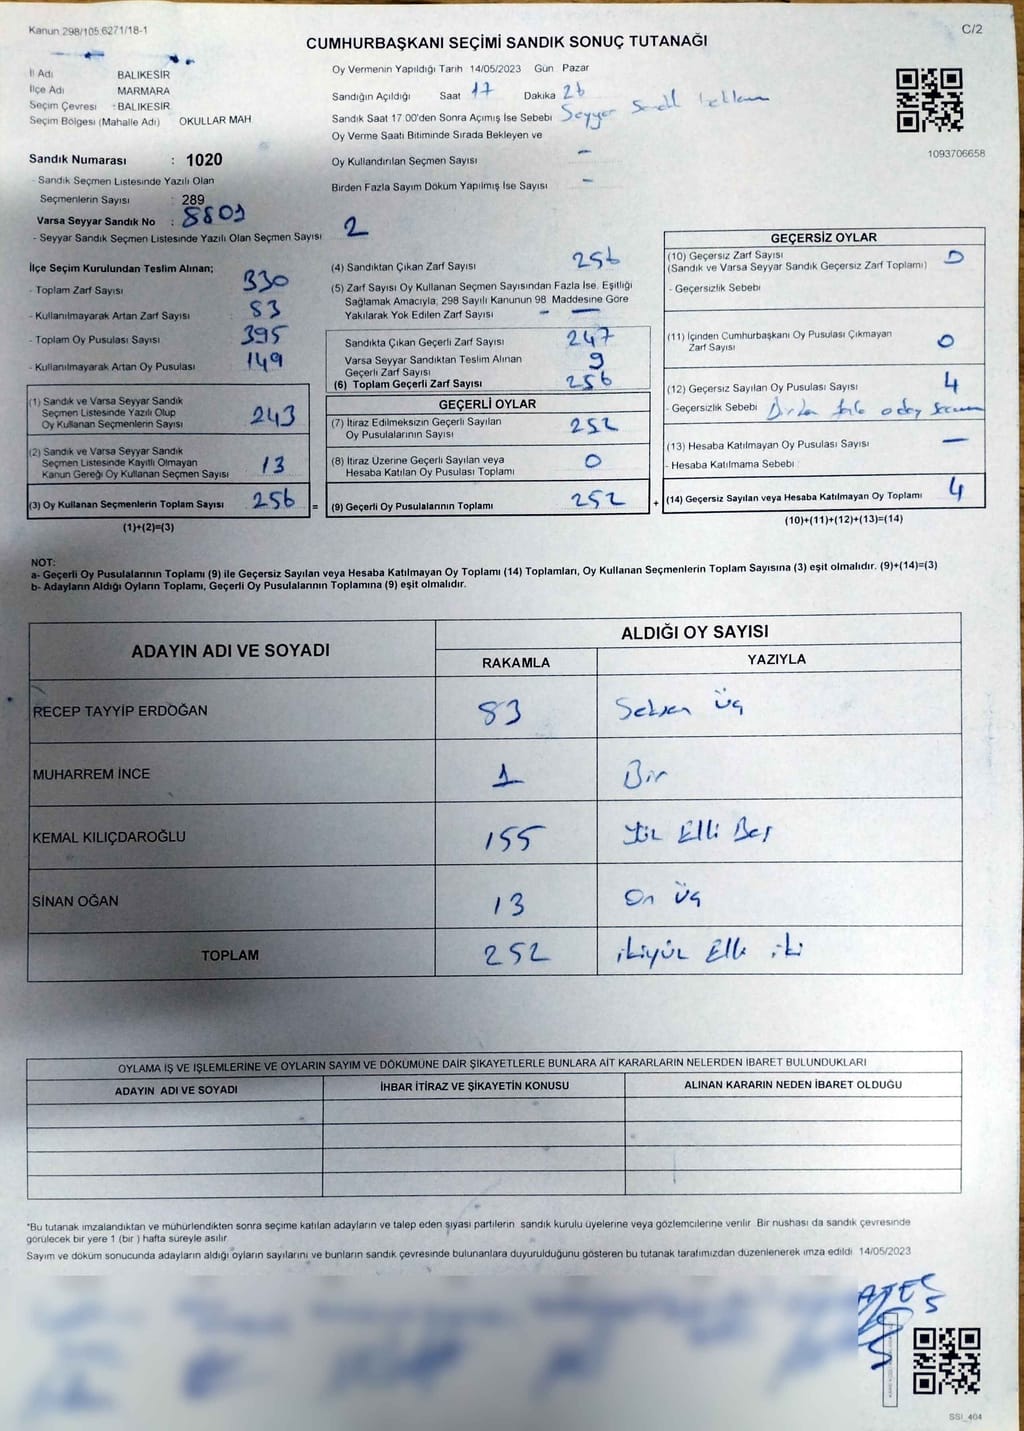 Kanun 298/105,6271/18-1
C/2
CUMHURBAŞKANI SEÇİMİ SANDIK SONUÇ TUTANAĞI
İl Adı BALIKESİR
İlçe Adı MARMARA
Seçim Çevresi : BALIKESİR
Seçim Bölgesi (Mahalle Adı) OKULLAR MAH
Sandık Numarası : 1020
- Sandık Seçmen Listesinde Yazılı Olan
Seçmenlerin Sayısı : 289
Varsa Seyyar Sandık No : 8801
- Seyyar Sandık Seçmen Listesinde Yazılı Olan Seçmen Sayısı 2
Oy Vermenin Yapıldığı Tarih 14/05/2023 Gün Pazar
Sandığın Açıldığı Saat 17 Dakika 26
Sandık Saat 17.00'den Sonra Açımış İse Sebebi Seyyar Sandık
Oy Verme Saati Bitiminde Sırada Bekleyen ve
Oy Kullandırılan Seçmen Sayısı -
Birden Fazla Sayım Döküm Yapılmış İse Sayısı -
1093706658
İlçe Seçim Kurulundan Teslim Alınan;
- Toplam Zarf Sayısı 330
- Kullanılmayarak Artan Zarf Sayısı : 83
- Toplam Oy Pusulası Sayısı 395
- Kullanılmayarak Artan Oy Pusulası 149
(1) Sandık ve Varsa Seyyar Sandık
Seçmen Listesinde Yazılı Olup
Oy Kullanan Seçmenlerin Sayısı 243
(2) Sandık ve Varsa Seyyar Sandık
Seçmen Listesinde Kayıtlı Olmayan
Kanun Gereği Oy Kullanan Seçmen Sayısı 13
(3) Oy Kullanan Seçmenlerin Toplam Sayısı 256 =
(1)+(2)=(3)
(4) Sandıktan Çıkan Zarf Sayısı 256
(5) Zarf Sayısı Oy Kullanan Seçmen Sayısından Fazla İse, Eşitliği
Sağlamak Amacıyla; 298 Sayılı Kanunun 98 Maddesine Göre
Yakılarak Yok Edilen Zarf Sayısı - -
Sandıkta Çıkan Geçerli Zarf Sayısı 247
Varsa Seyyar Sandıktan Teslim Alınan
Geçerli Zarf Sayısı 9
(6) Toplam Geçerli Zarf Sayısı 256
GEÇERLİ OYLAR
(7) İtiraz Edilmeksizin Geçerli Sayılan
Oy Pusulalarının Sayısı 252
(8) İtiraz Üzerine Geçerli Sayılan veya
Hesaba Katılan Oy Pusulası Toplamı 0
(9) Geçerli Oy Pusulalarının Toplamı 252 +
GEÇERSİZ OYLAR
(10) Geçersiz Zarf Sayısı
(Sandık ve Varsa Seyyar Sandık Geçersiz Zarf Toplamı) 0
- Geçersizlik Sebebi
(11) İçinden Cumhurbaşkanı Oy Pusulası Çıkmayan
Zarf Sayısı 0
(12) Geçersiz Sayılan Oy Pusulası Sayısı 4
- Geçersizlik Sebebi Birden fazla aday
(13) Hesaba Katılmayan Oy Pusulası Sayısı -
- Hesaba Katılmama Sebebi
(14) Geçersiz Sayılan veya Hesaba Katılmayan Oy Toplamı 4
(10)+(11)+(12)+(13)=(14)
NOT:
a- Geçerli Oy Pusulalarının Toplamı (9) ile Geçersiz Sayılan veya Hesaba Katılmayan Oy Toplamı (14) Toplamları, Oy Kullanan Seçmenlerin Toplam Sayısına (3) eşit olmalıdır. (9)+(14)=(3)
b- Adayların Aldığı Oyların Toplamı, Geçerli Oy Pusulalarının Toplamına (9) eşit olmalıdır.
ADAYIN ADI VE SOYADI
ALDIĞI OY SAYISI
RAKAMLA YAZIYLA
RECEP TAYYİP ERDOĞAN 83 Seksen Üç
MUHARREM İNCE 1 Bir
KEMAL KILIÇDAROĞLU 155 Yüz Elli Beş
SİNAN OĞAN 13 On Üç
TOPLAM 252 ikiyüz Elli iki
OYLAMA İŞ VE İŞLEMLERİNE VE OYLARIN SAYIM VE DÖKÜMÜNE DAİR ŞİKAYETLERLE BUNLARA AİT KARARLARIN NELERDEN İBARET BULUNDUKLARI
ADAYIN ADI VE SOYADI İHBAR İTİRAZ VE ŞİKAYETİN KONUSU ALINAN KARARIN NEDEN İBARET OLDUĞU
*Bu tutanak imzalandıktan ve mühürlendikten sonra seçime katılan adayların ve talep eden siyasi partilerin sandık kurulu üyelerine veya gözlemcilerine verilir. Bir nüshası da sandık çevresinde
görülecek bir yere 1 (bir ) hafta süreyle asılır.
Sayım ve döküm sonucunda adayların aldığı oyların sayılarını ve bunların sandık çevresinde bulunanlara duyurulduğunu gösteren bu tutanak tarafımızdan düzenlenerek imza edildi 14/05/2023
SSI_404